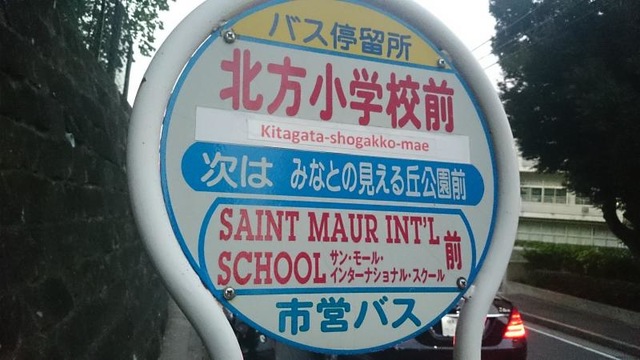 バス停留所
北方小学校前
Kitagata-shogakko-mae
次は みなとの見える丘公園前
SAINT MAUR INT'L
SCHOOL
サン・モール・
インターナショナル・スクール
前
市営バス